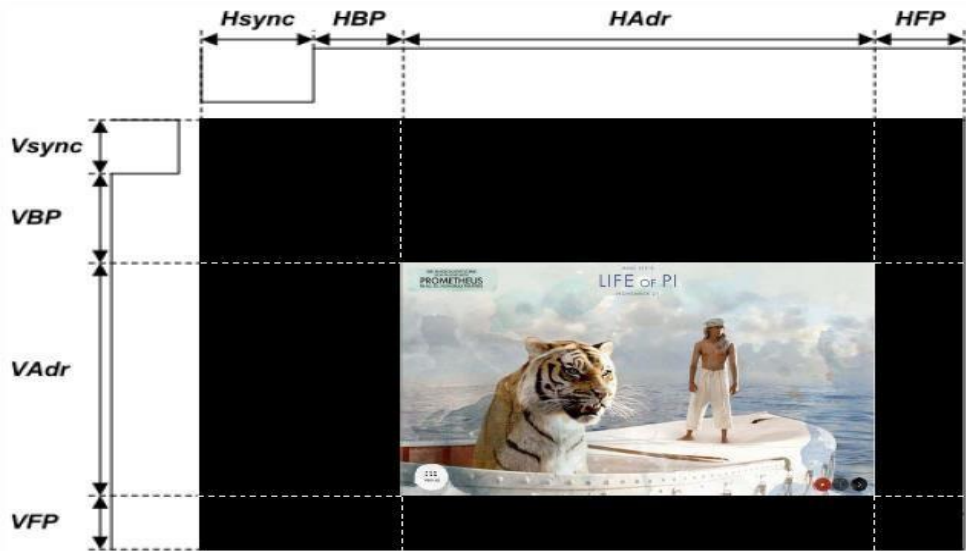 Hsync HBP HAdr HFP
Vsync
VBP
VAdr
VFP
PROMETHEUS
LIFE OF PI